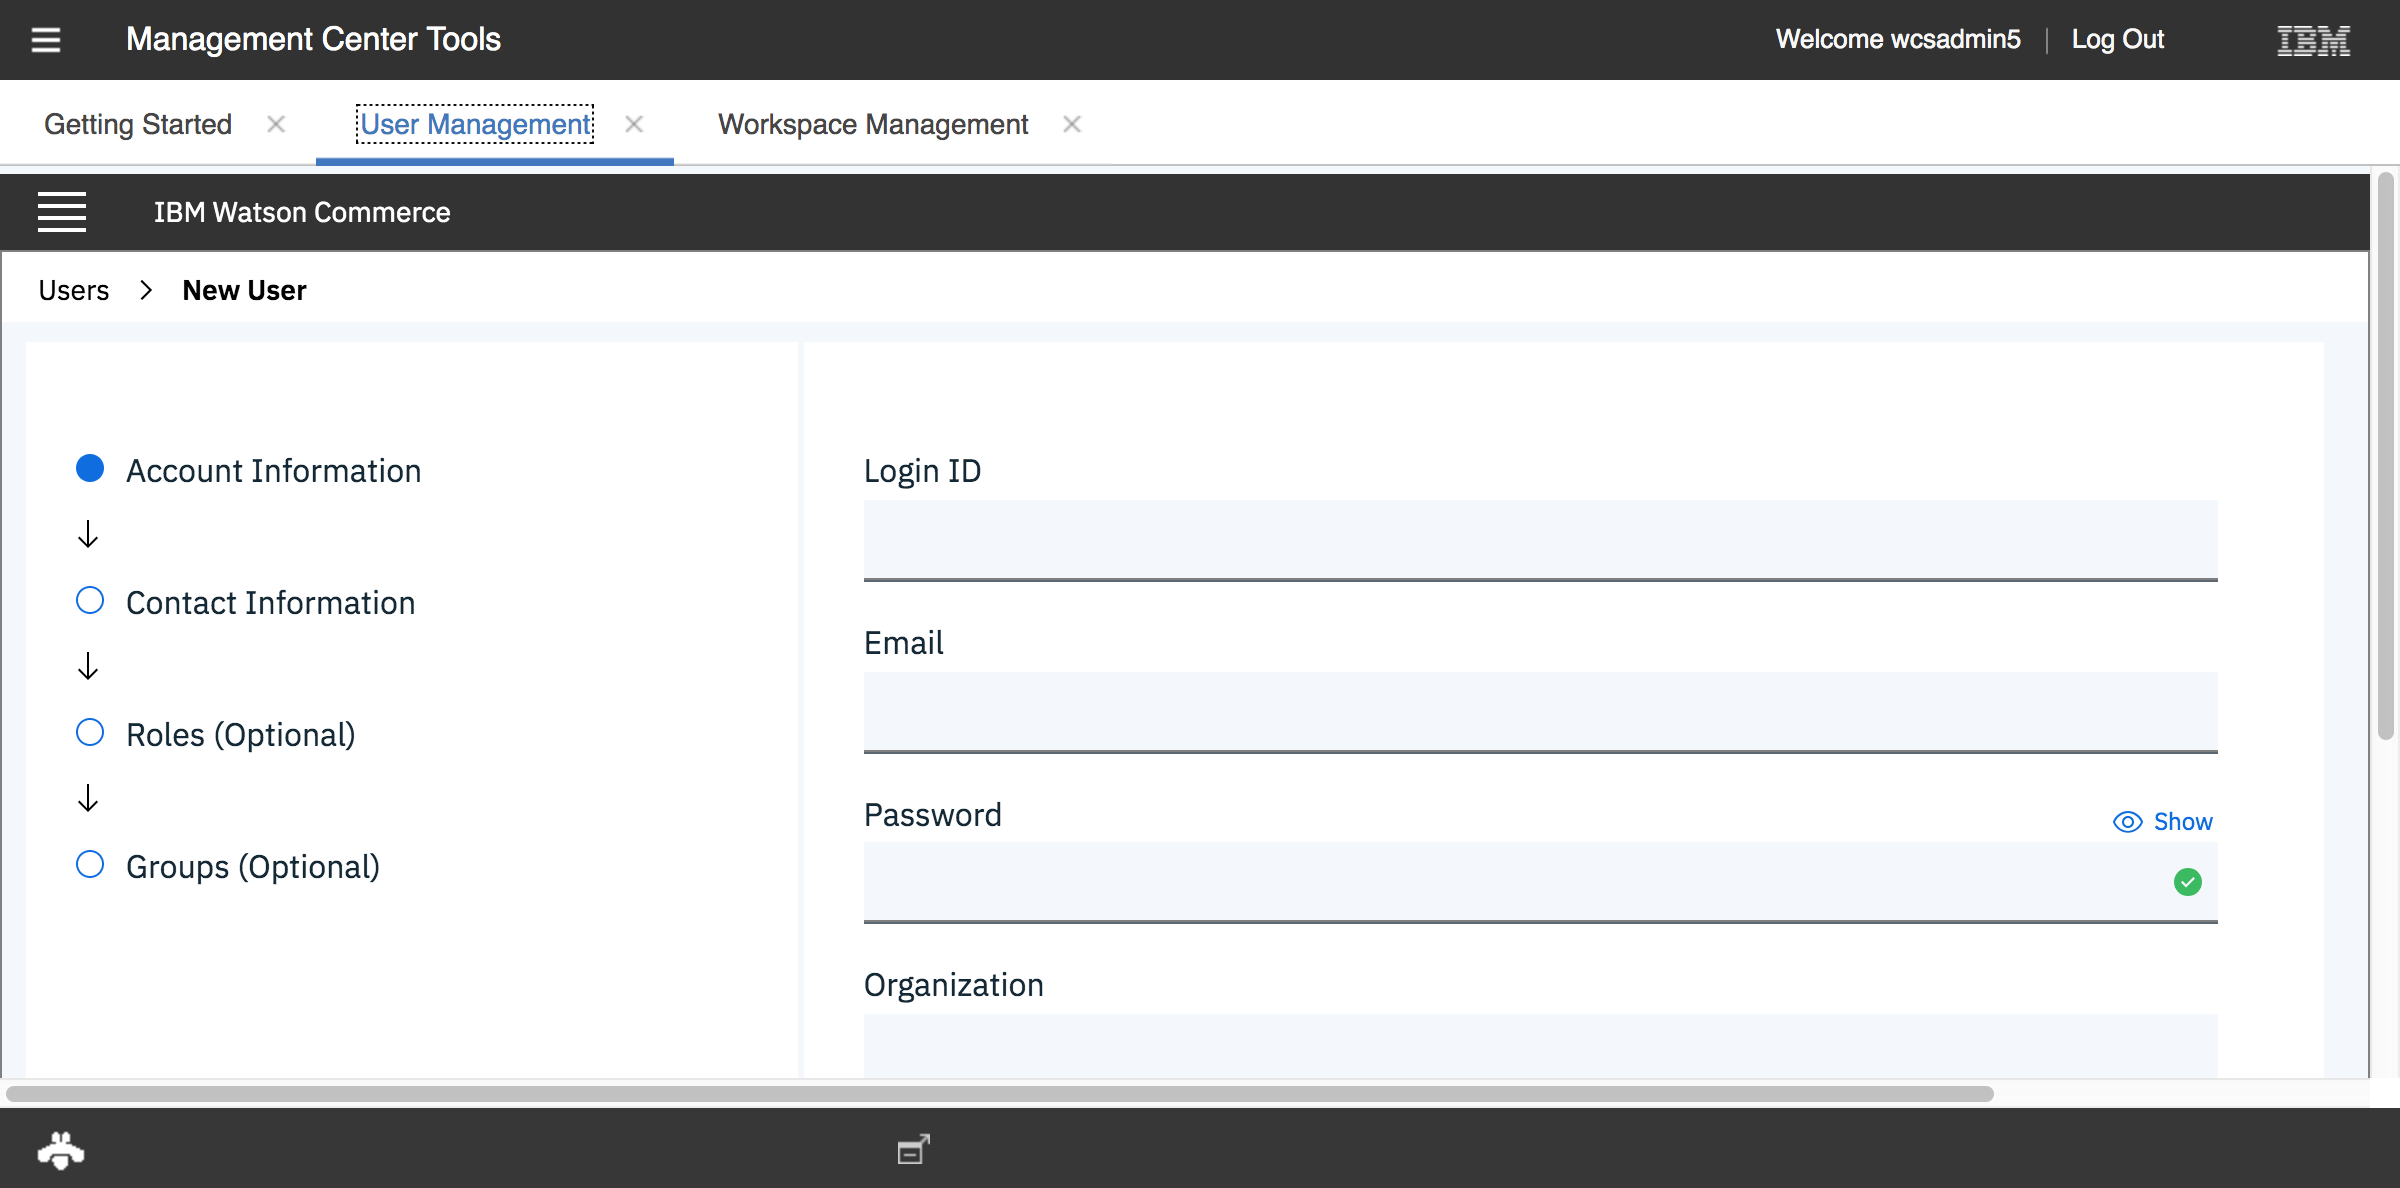 Management Center Tools
Welcome wcsadmin5 | Log Out
IBM
Getting Started
User Management
Workspace Management
IBM Watson Commerce
Users > New User
Account Information
Contact Information
Roles (Optional)
Groups (Optional)
Login ID
Email
Password
Show
Organization